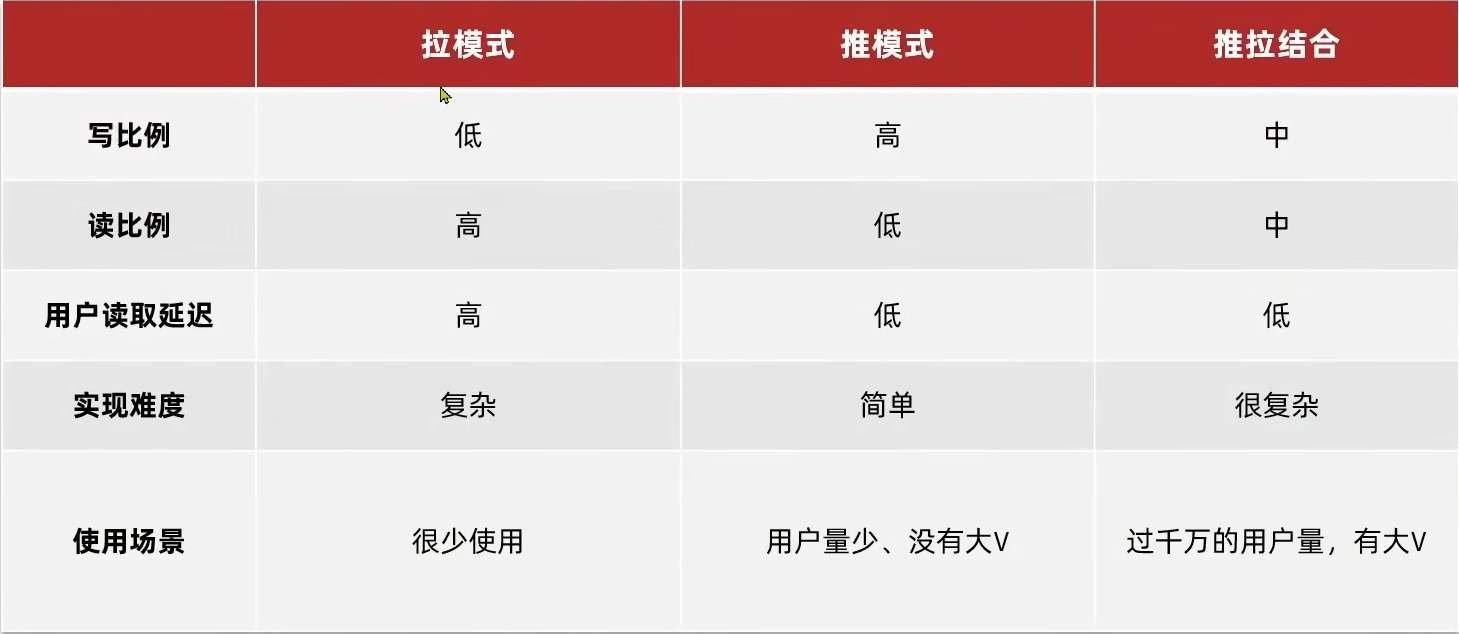 拉模式 推模式 推拉结合
写比例 低 高 中
读比例 高 低 中
用户读取延迟 高 低 低
实现难度 复杂 简单 很复杂
使用场景 很少使用 用户量少、没有大V 过千万的用户量，有大V